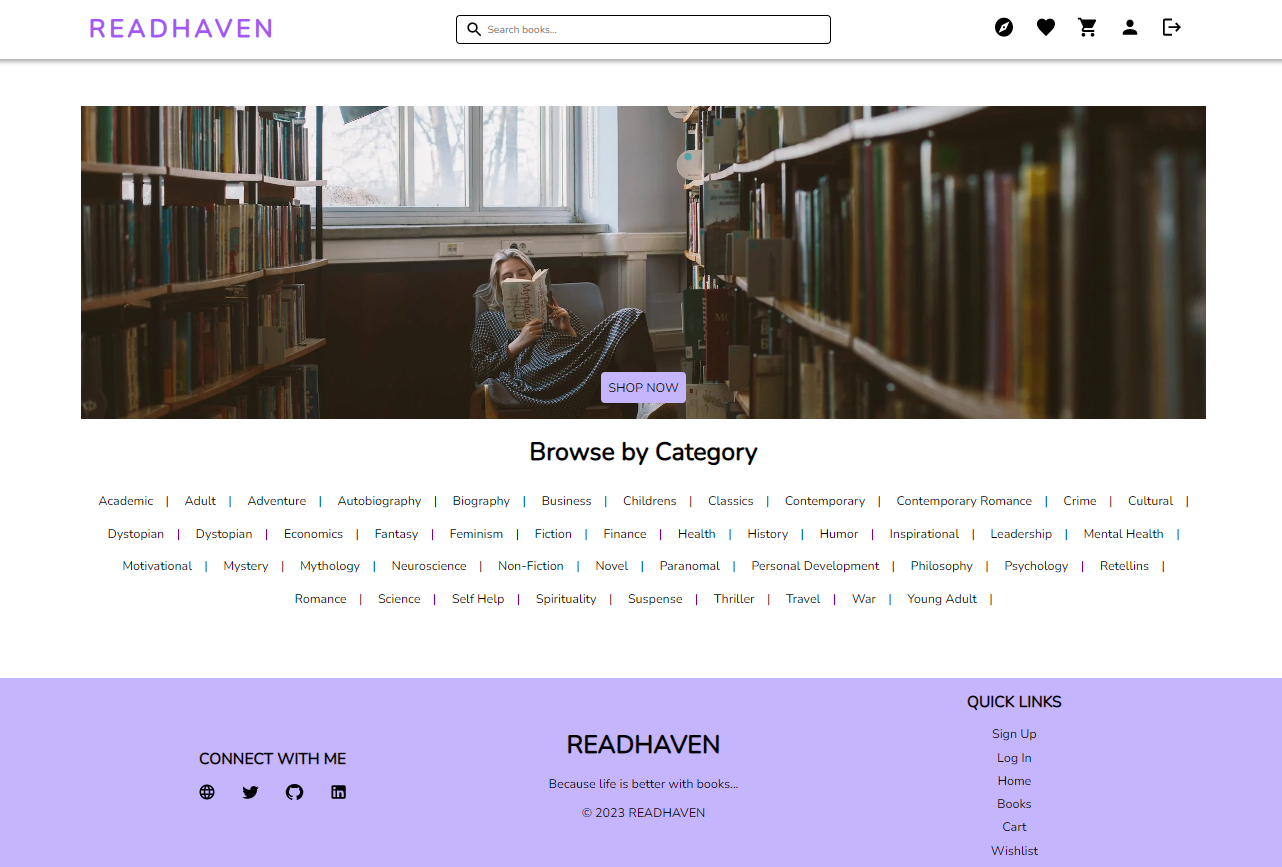 READHAVEN
Search books...
SHOP NOW
Browse by Category
Academic | Adult | Adventure | Autobiography | Biography | Business | Childrens | Classics | Contemporary | Contemporary Romance | Crime | Cultural |
Dystopian | Dystopian | Economics | Fantasy | Feminism | Fiction | Finance | Health | History | Humor | Inspirational | Leadership | Mental Health |
Motivational | Mystery | Mythology | Neuroscience | Non-Fiction | Novel | Paranomal | Personal Development | Philosophy | Psychology | Retellins |
Romance | Science | Self Help | Spirituality | Suspense | Thriller | Travel | War | Young Adult |
CONNECT WITH ME
READHAVEN
Because life is better with books...
© 2023 READHAVEN
QUICK LINKS
Sign Up
Log In
Home
Books
Cart
Wishlist